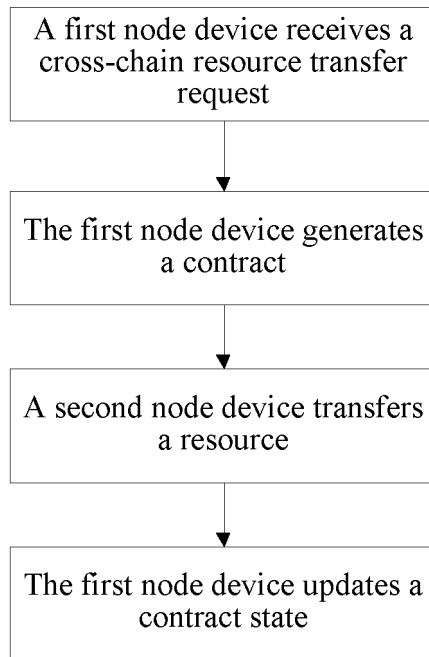 A first node device receives a
cross-chain resource transfer
request
The first node device generates
a contract
A second node device transfers
a resource
The first node device updates a
contract state